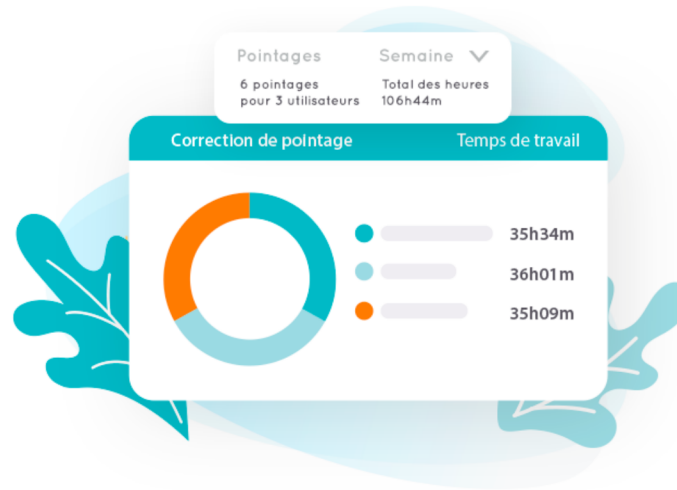 Pointages Semaine
6 pointages Total des heures
pour 3 utilisateurs 106h44m
Correction de pointage Temps de travail
35h34m
36h01m
35h09m